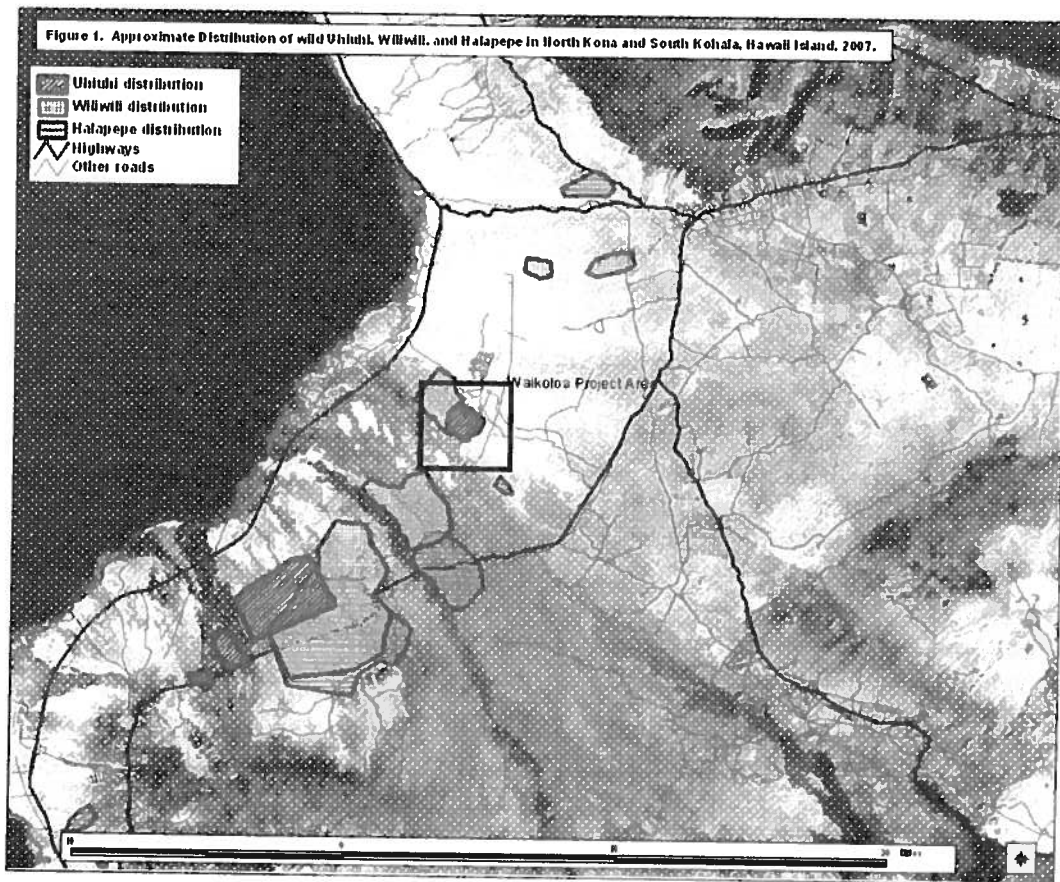 Figure 1. Approximate Distribution of wild Uhiuhi, Wiliwili, and Halapepe in North Kona and South Kohala, Hawaii Island, 2007.
Uhiuhi distribution
Wiliwili distribution
Halapepe distribution
Highways
Other roads
Waikoloa Project Area